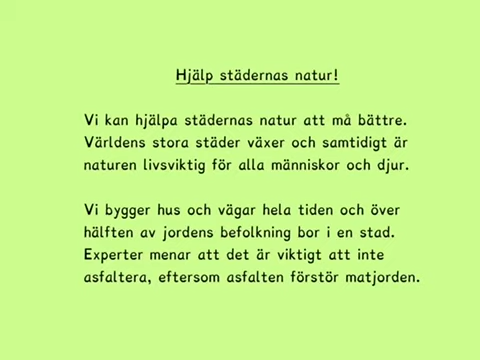 Hjälp städernas natur!
Vi kan hjälpa städernas natur att må bättre.
Världens stora städer växer och samtidigt är
naturen livsviktig för alla människor och djur.
Vi bygger hus och vägar hela tiden och över
hälften av jordens befolkning bor i en stad.
Experter menar att det är viktigt att inte
asfaltera, eftersom asfalten förstör matjorden.